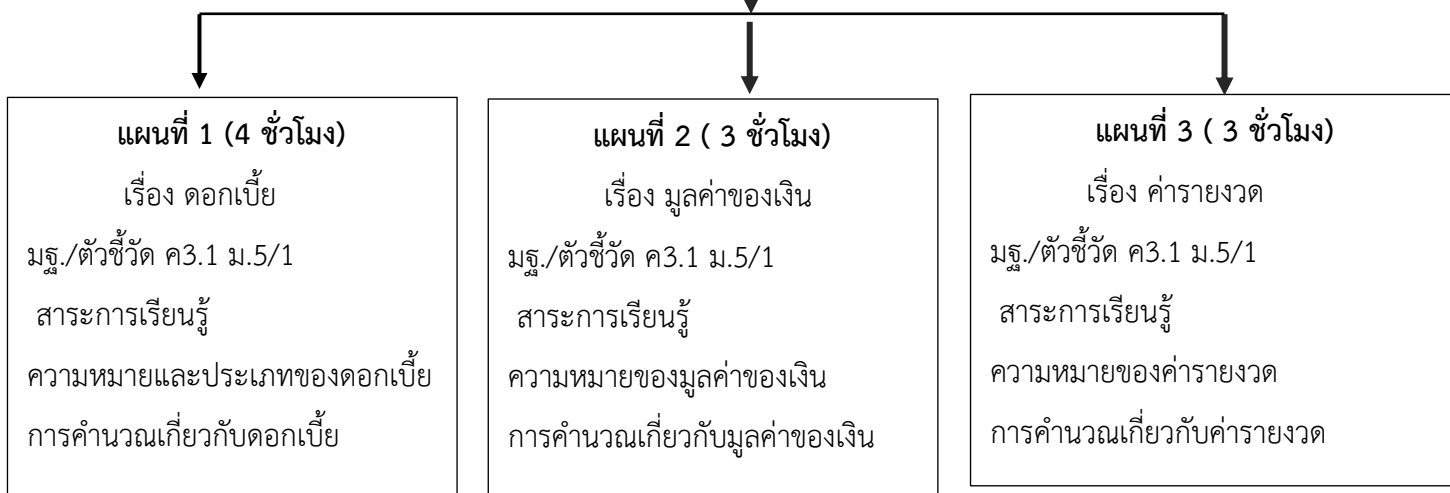 แผนที่ 1 (4 ชั่วโมง)
เรื่อง ดอกเบี้ย
มฐ./ตัวชี้วัด ค3.1 ม.5/1
สาระการเรียนรู้
ความหมายและประเภทของดอกเบี้ย
การคำนวณเกี่ยวกับดอกเบี้ย
แผนที่ 2 ( 3 ชั่วโมง)
เรื่อง มูลค่าของเงิน
มฐ./ตัวชี้วัด ค3.1 ม.5/1
สาระการเรียนรู้
ความหมายของมูลค่าของเงิน
การคำนวณเกี่ยวกับมูลค่าของเงิน
แผนที่ 3 ( 3 ชั่วโมง)
เรื่อง ค่ารายงวด
มฐ./ตัวชี้วัด ค3.1 ม.5/1
สาระการเรียนรู้
ความหมายของค่ารายงวด
การคำนวณเกี่ยวกับค่ารายงวด